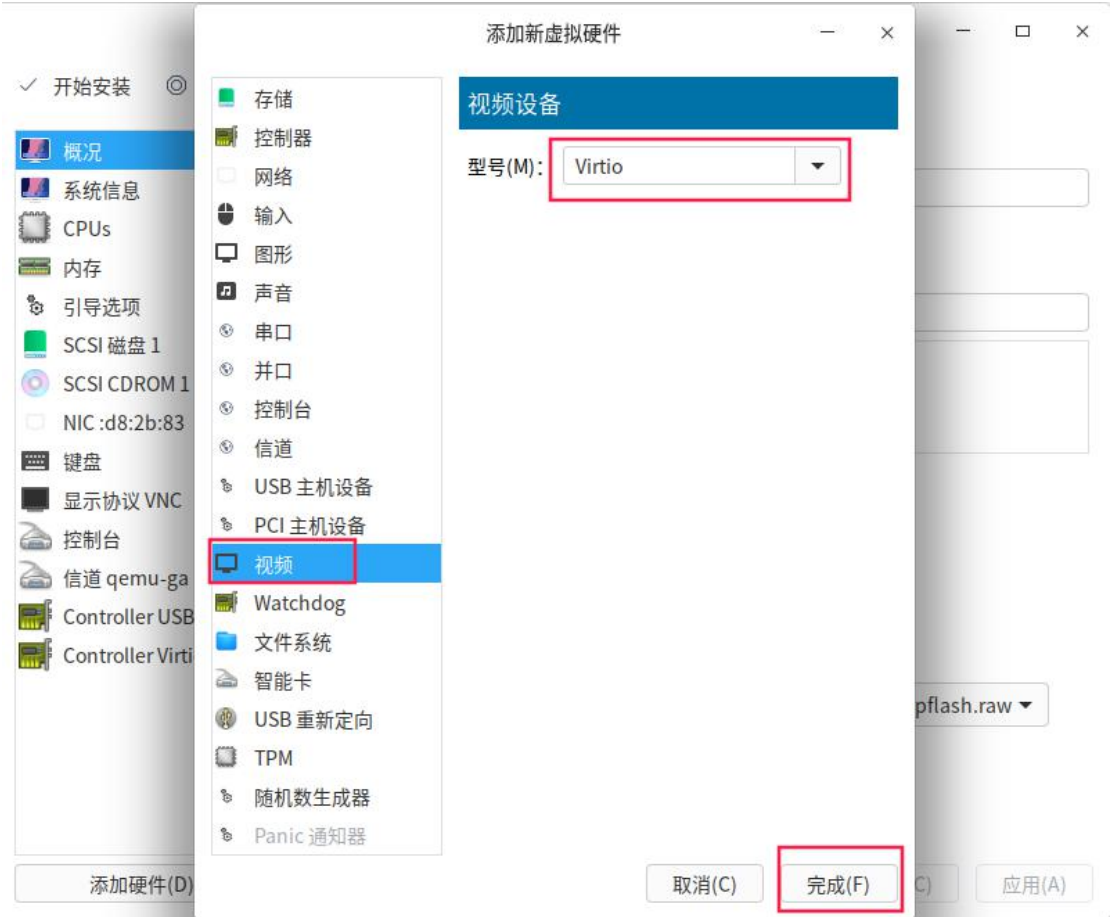 添加新虚拟硬件
开始安装
概况
系统信息
CPUs
内存
引导选项
SCSI 磁盘 1
SCSI CDROM 1
NIC :d8:2b:83
键盘
显示协议 VNC
控制台
信道 qemu-ga
Controller USB
Controller Virti
添加硬件(D)
存储
控制器
网络
输入
图形
声音
串口
并口
控制台
信道
USB 主机设备
PCI 主机设备
视频
Watchdog
文件系统
智能卡
USB 重新定向
TPM
随机数生成器
Panic 通知器
视频设备
型号(M)： Virtio
pflash.raw
取消(C)
完成(F)
C)
应用(A)